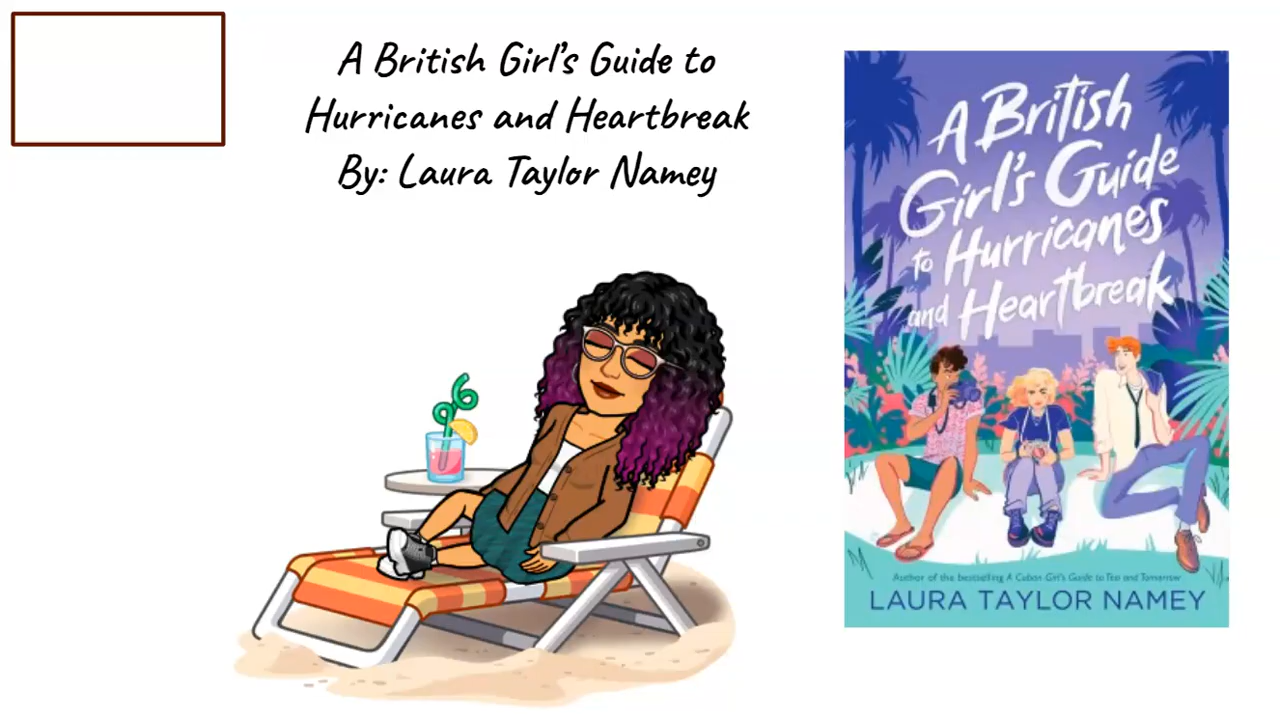 A British Girl's Guide to
Hurricanes and Heartbreak
By: Laura Taylor Namey
A British
Girl's Guide
to Hurricanes
and Heartbreak
Author of the bestselling A Cuban Girl's Guide to Tea and Tomorrow
LAURA TAYLOR NAMEY